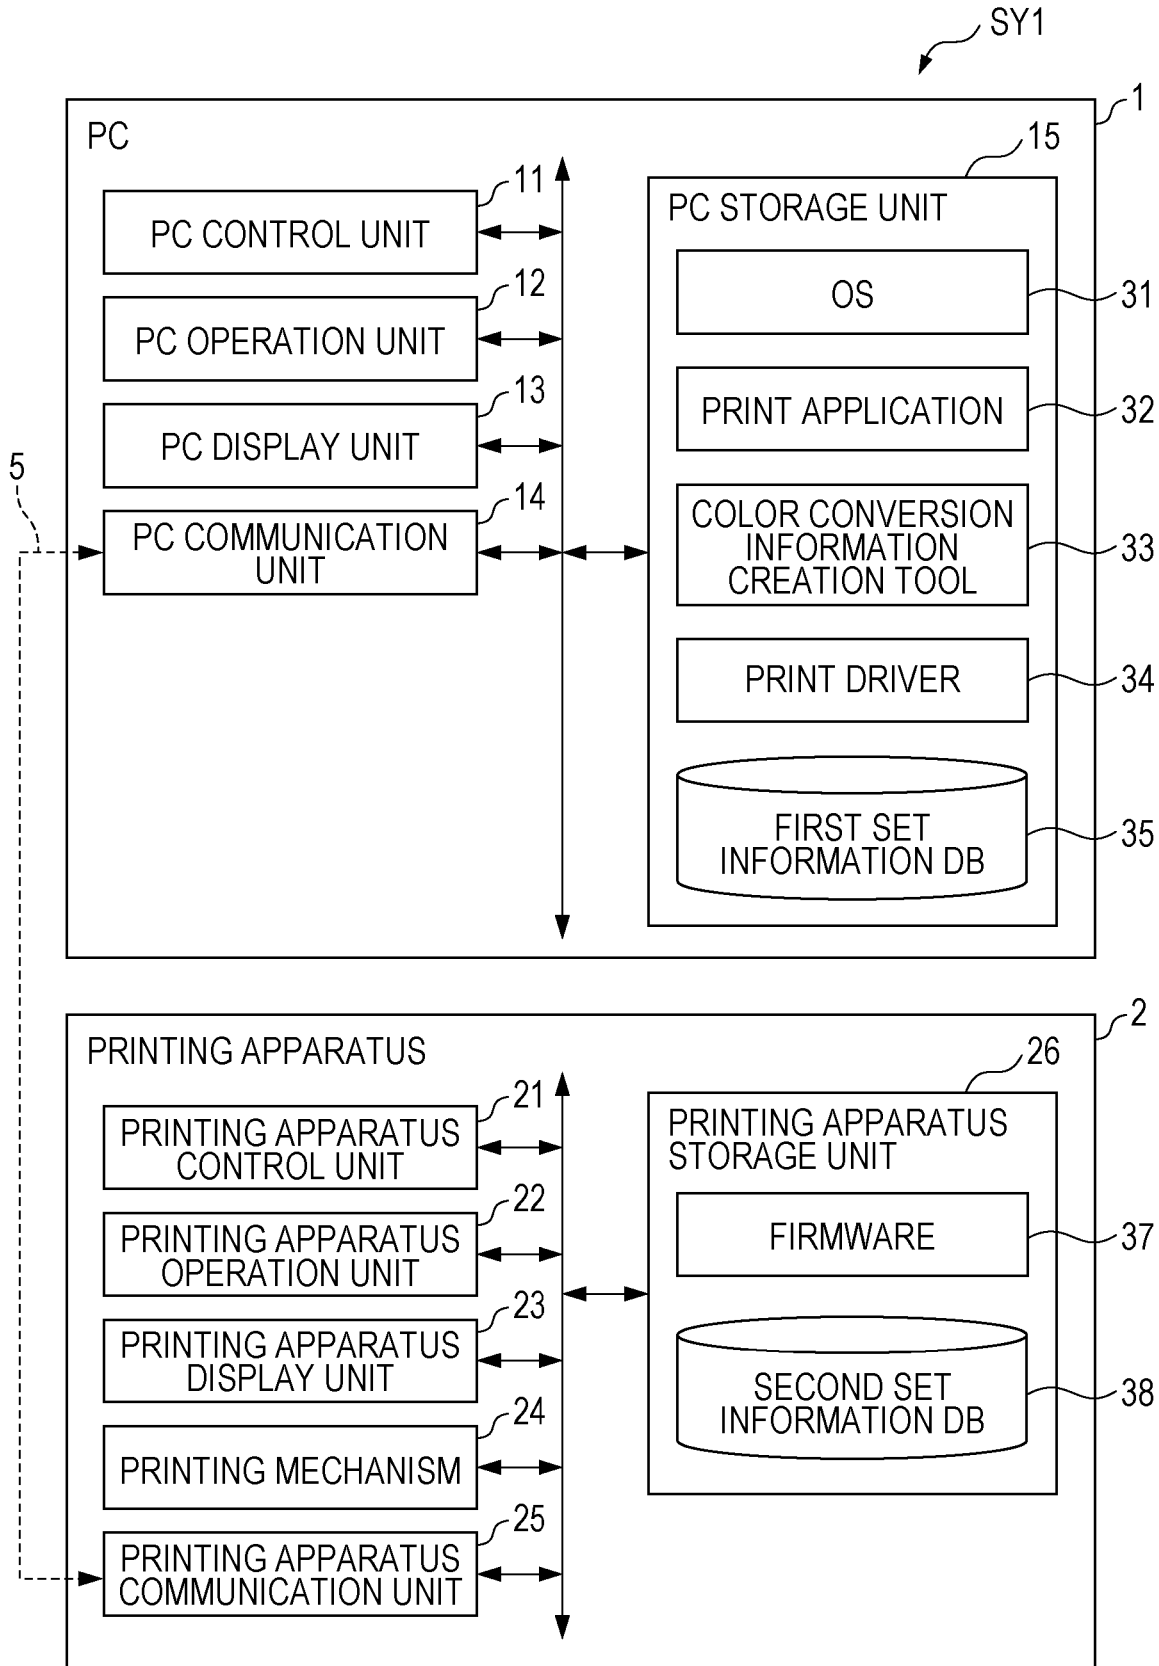 SY1
1
PC
15
11
PC CONTROL UNIT
12
PC OPERATION UNIT
13
PC DISPLAY UNIT
5
14
PC COMMUNICATION
UNIT
PC STORAGE UNIT
OS
31
PRINT APPLICATION
32
COLOR CONVERSION
INFORMATION
CREATION TOOL
33
PRINT DRIVER
34
FIRST SET
INFORMATION DB
35
2
PRINTING APPARATUS
26
21
PRINTING APPARATUS
CONTROL UNIT
22
PRINTING APPARATUS
OPERATION UNIT
23
PRINTING APPARATUS
DISPLAY UNIT
24
PRINTING MECHANISM
25
PRINTING APPARATUS
COMMUNICATION UNIT
PRINTING APPARATUS
STORAGE UNIT
FIRMWARE
37
SECOND SET
INFORMATION DB
38